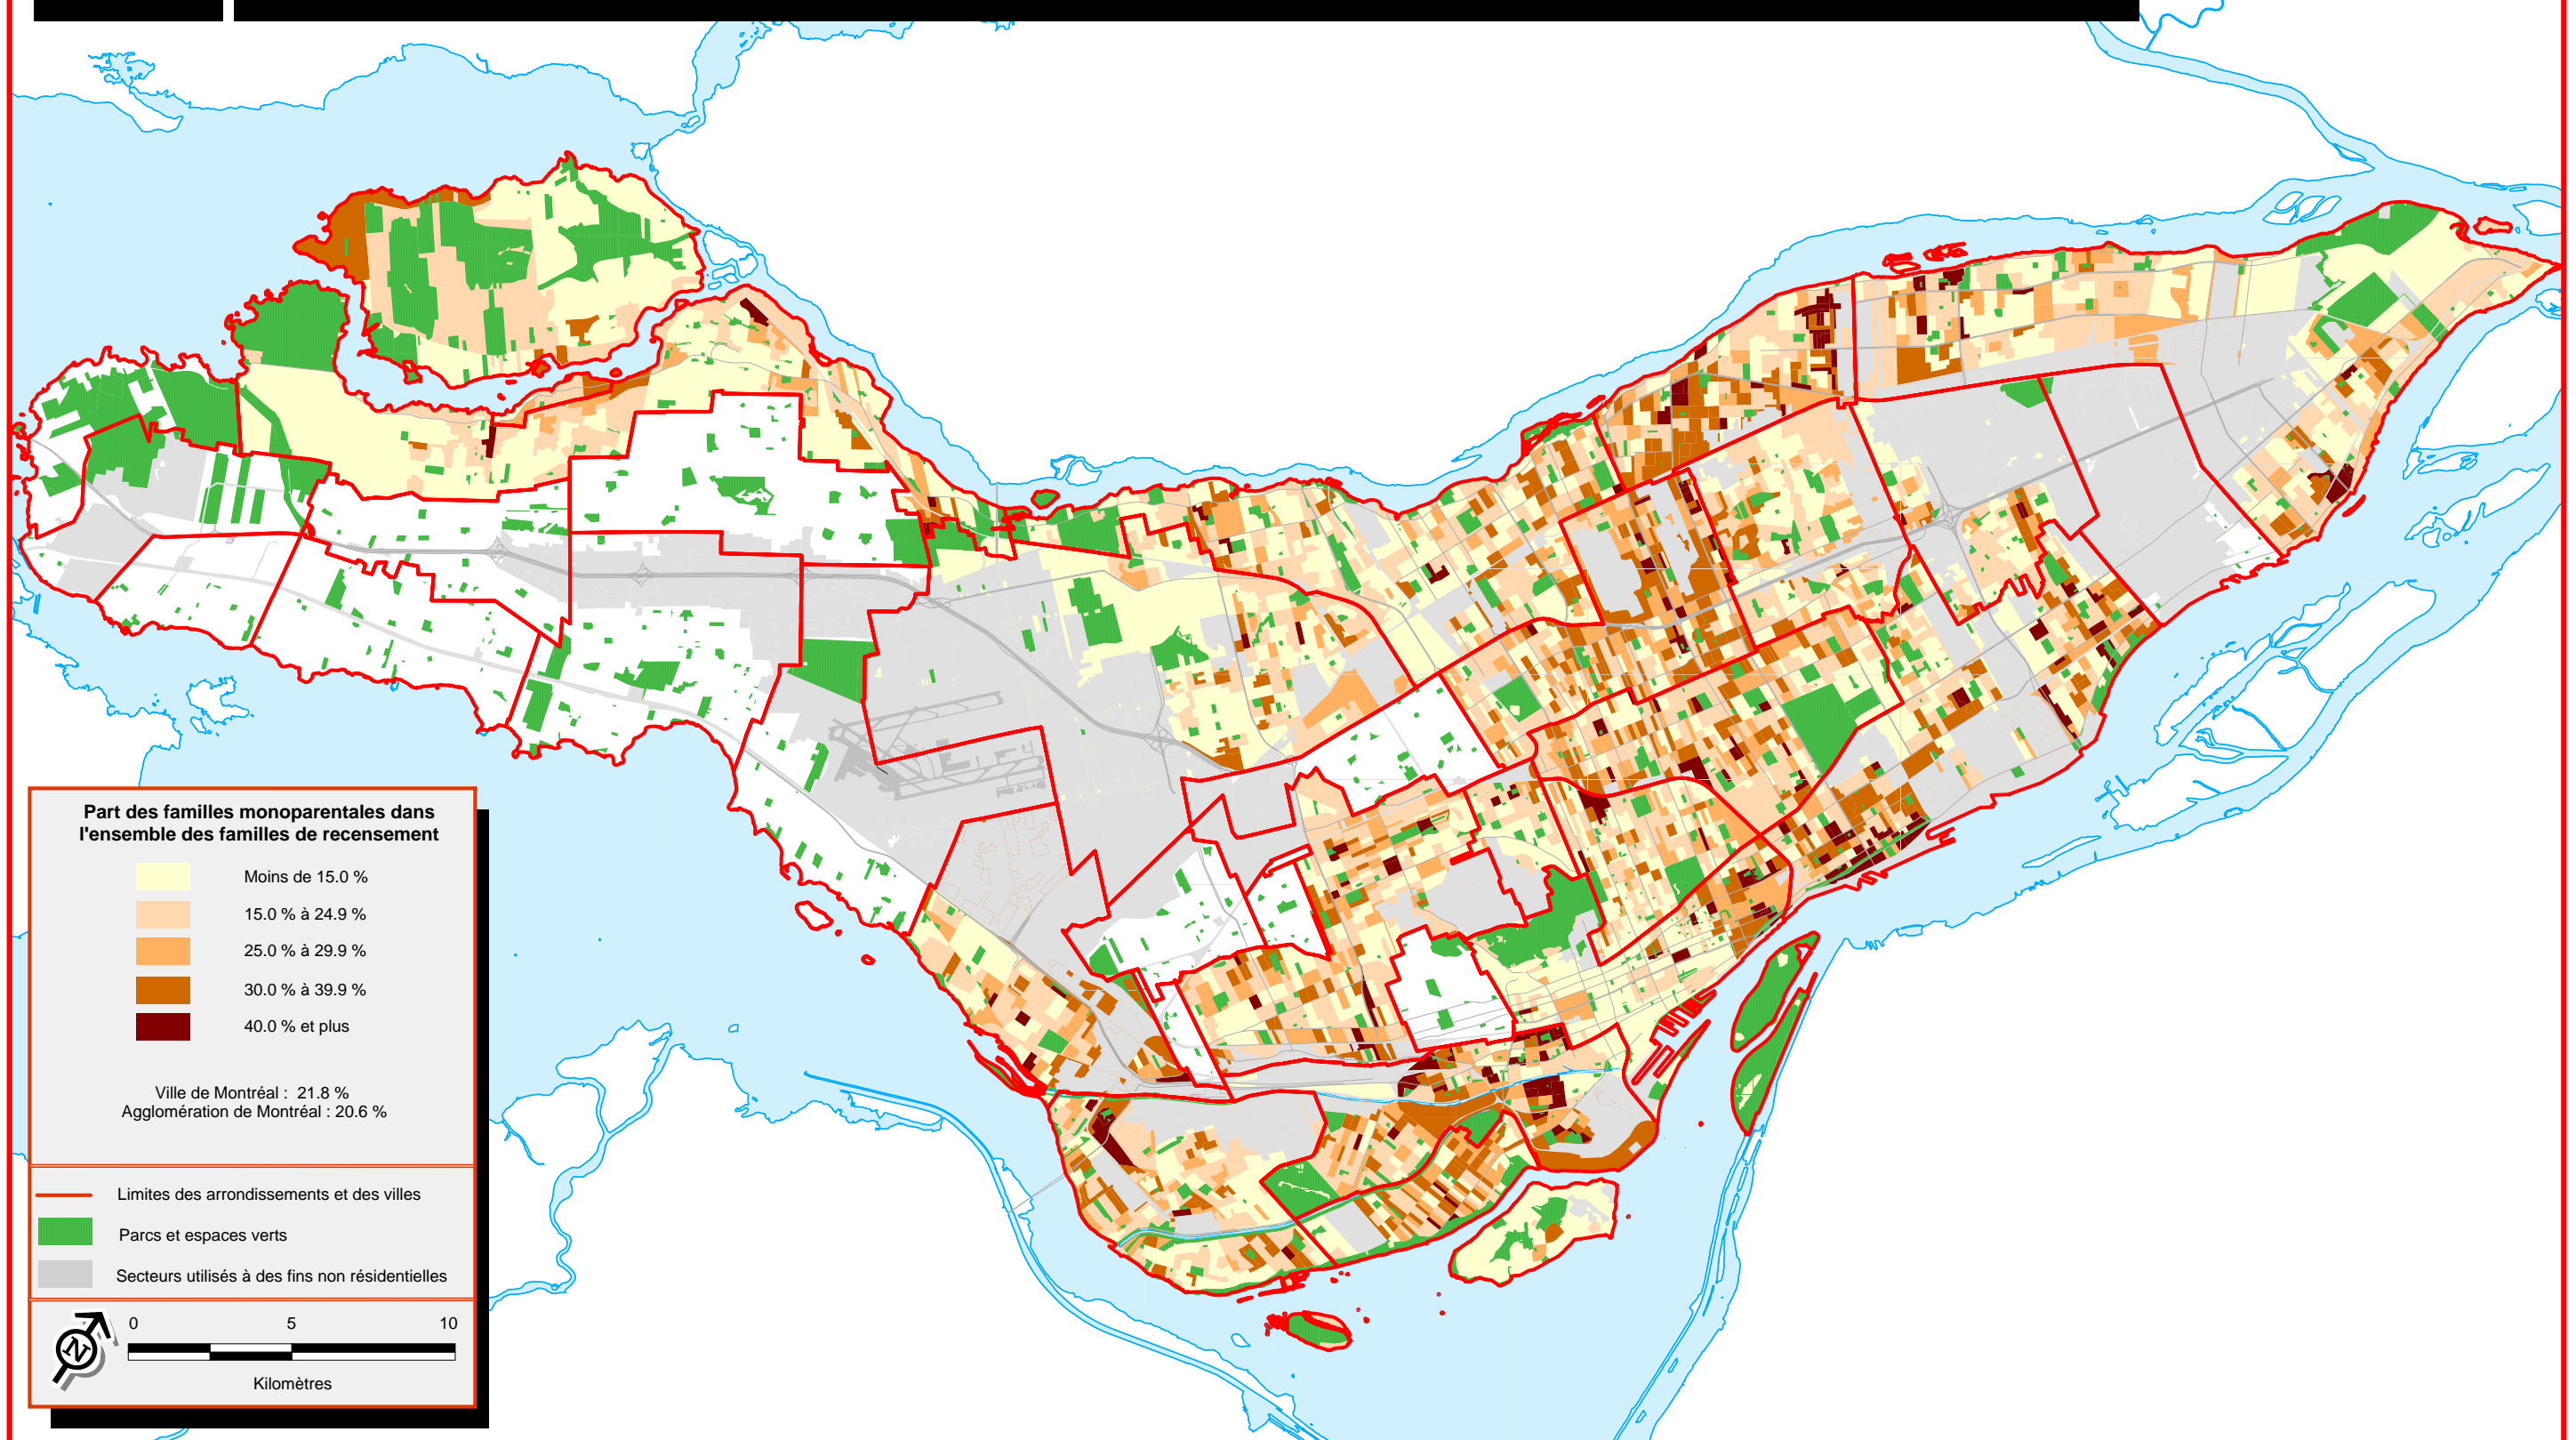 Part des familles monoparentales dans
l'ensemble des familles de recensement
Moins de 15.0 %
15.0 % à 24.9 %
25.0 % à 29.9 %
30.0 % à 39.9 %
40.0 % et plus
Ville de Montréal : 21.8 %
Agglomération de Montréal : 20.6 %
Limites des arrondissements et des villes
Parcs et espaces verts
Secteurs utilisés à des fins non résidentielles
N
0 5 10
Kilomètres